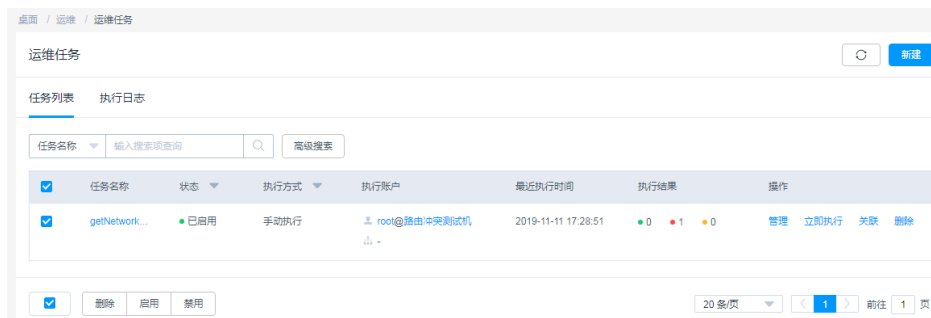 桌面 / 运维 / 运维任务
运维任务 新建
任务列表 执行日志
任务名称 输入搜索项查询 高级搜索
任务名称 状态 执行方式 执行账户 最近执行时间 执行结果 操作
getNetwork... 已启用 手动执行 root@路由冲突测试机 2019-11-11 17:28:51 0 1 0 管理 立即执行 关联 删除
-
删除 启用 禁用 20 条/页 1 前往 1 页